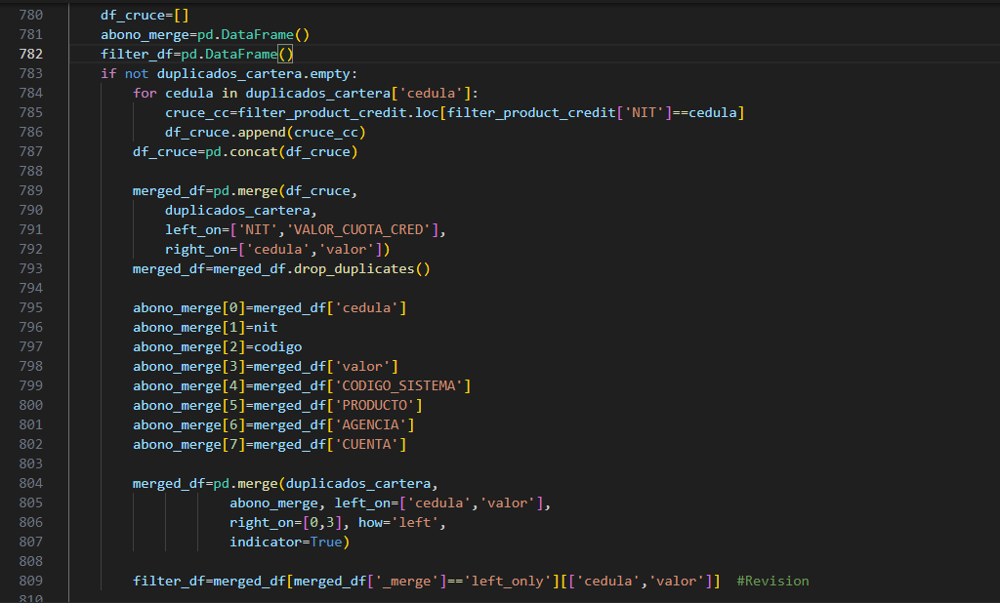 780 df_cruce=[]
781 abono_merge=pd.DataFrame()
782 filter_df=pd.DataFrame()
783 if not duplicados_cartera.empty:
784     for cedula in duplicados_cartera['cedula']:
785         cruce_cc=filter_product_credit.loc[filter_product_credit['NIT']==cedula]
786         df_cruce.append(cruce_cc)
787     df_cruce=pd.concat(df_cruce)
788
789     merged_df=pd.merge(df_cruce,
790         duplicados_cartera,
791         left_on=['NIT','VALOR_CUOTA_CRED'],
792         right_on=['cedula','valor'])
793     merged_df=merged_df.drop_duplicates()
794
795     abono_merge[0]=merged_df['cedula']
796     abono_merge[1]=nit
797     abono_merge[2]=codigo
798     abono_merge[3]=merged_df['valor']
799     abono_merge[4]=merged_df['CODIGO_SISTEMA']
800     abono_merge[5]=merged_df['PRODUCTO']
801     abono_merge[6]=merged_df['AGENCIA']
802     abono_merge[7]=merged_df['CUENTA']
803
804     merged_df=pd.merge(duplicados_cartera,
805                 abono_merge, left_on=['cedula','valor'],
806                 right_on=[0,3], how='left',
807                 indicator=True)
808
809     filter_df=merged_df[merged_df['_merge']=='left_only'][['cedula','valor']]  #Revision
810